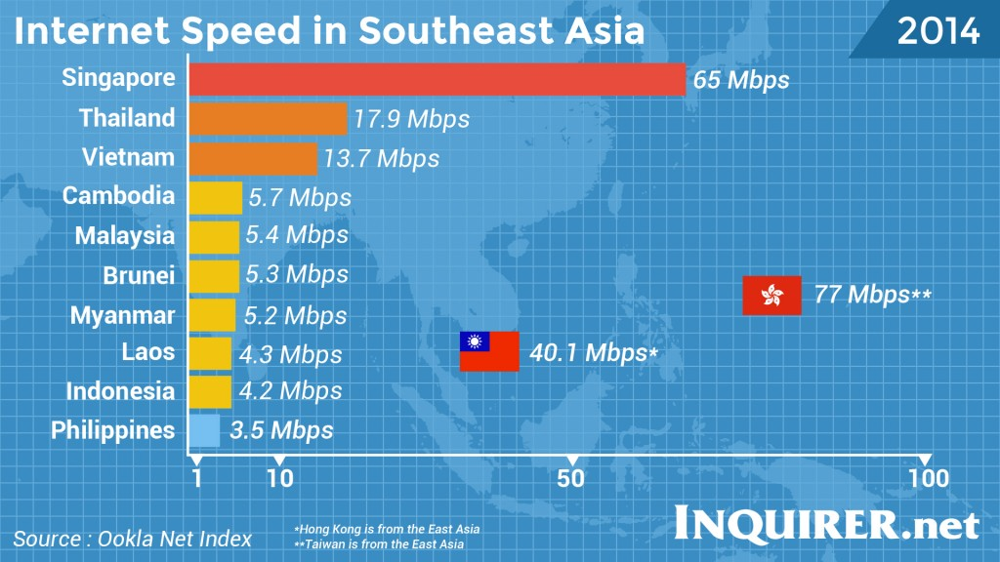 Internet Speed in Southeast Asia
2014
Singapore 65 Mbps
Thailand 17.9 Mbps
Vietnam 13.7 Mbps
Cambodia 5.7 Mbps
Malaysia 5.4 Mbps
Brunei 5.3 Mbps
77 Mbps**
Myanmar 5.2 Mbps
Laos 4.3 Mbps
40.1 Mbps*
Indonesia 4.2 Mbps
Philippines 3.5 Mbps
1 10 50 100
Source : Ookla Net Index
*Hong Kong is from the East Asia
**Taiwan is from the East Asia
INQUIRER.net